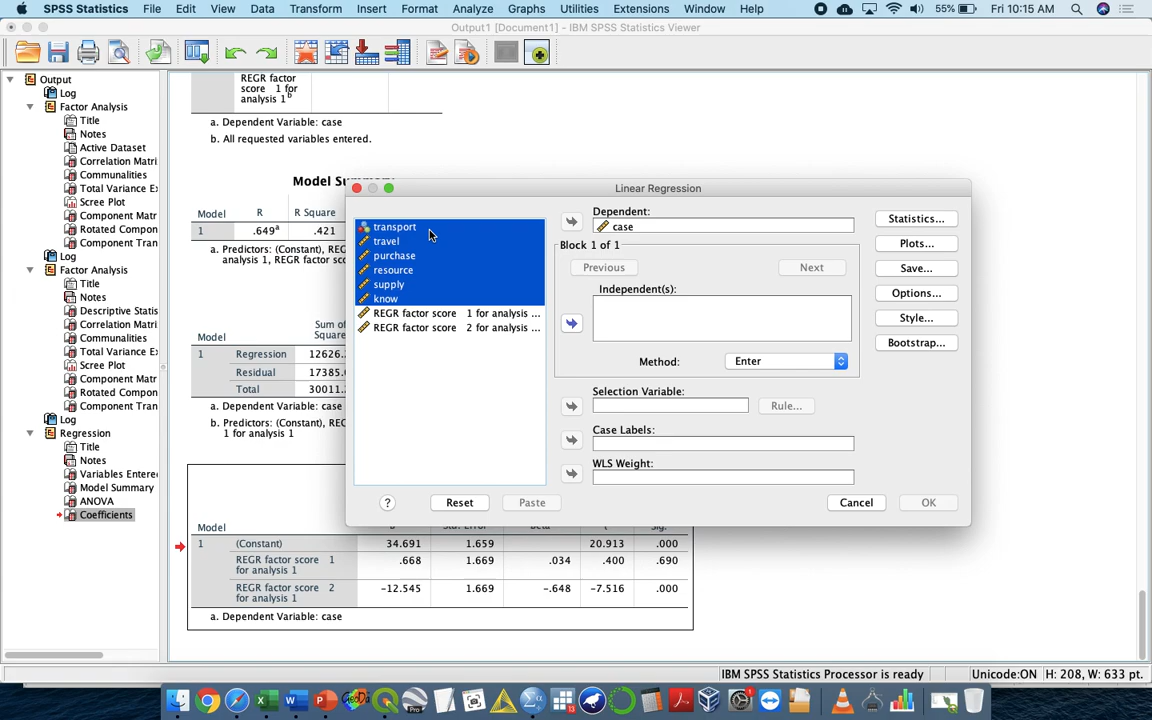 SPSS Statistics File Edit View Data Transform Insert Format Analyze Graphs Utilities Extensions Window Help 55% Fri 10:15 AM
Output1 [Document1] - IBM SPSS Statistics Viewer
Output
Log
Factor Analysis
Title
Notes
Active Dataset
Correlation Matri
Communalities
Total Variance E
Scree Plot
Component Matr
Rotated Compon
Component Tran
Log
Factor Analysis
Title
Notes
Descriptive Statis
Correlation Matri
Communalities
Total Variance E
Scree Plot
Component Matr
Rotated Compon
Component Tran
Log
Regression
Title
Notes
Variables Entere
Model Summary
ANOVA
Coefficients
REGR factor
score 1 for
analysis 1b
a. Dependent Variable: case
b. All requested variables entered.
Model Su
Model R R Square
1 .649a .421
a. Predictors: (Constant), REG
analysis 1, REGR factor sco
Sum of
Model Square
1 Regression 12626.
Residual 17385.
Total 30011.
a. Dependent Variable: case
b. Predictors: (Constant), REG
1 for analysis 1
Model
1 (Constant) 34.691 1.659 20.913 .000
REGR factor score 1
for analysis 1 .668 1.669 .034 .400 .690
REGR factor score 2
for analysis 1 -12.545 1.669 -.648 -7.516 .000
a. Dependent Variable: case
Linear Regression
transport
travel
purchase
resource
supply
know
REGR factor score 1 for analysis ...
REGR factor score 2 for analysis ...
Dependent:
case
Block 1 of 1
Previous Next
Independent(s):
Method: Enter
Selection Variable:
Rule...
Case Labels:
WLS Weight:
Statistics...
Plots...
Save...
Options...
Style...
Bootstrap...
? Reset Paste Cancel OK
IBM SPSS Statistics Processor is ready Unicode:ON H: 208, W: 633 pt.
GeoDa
Pro